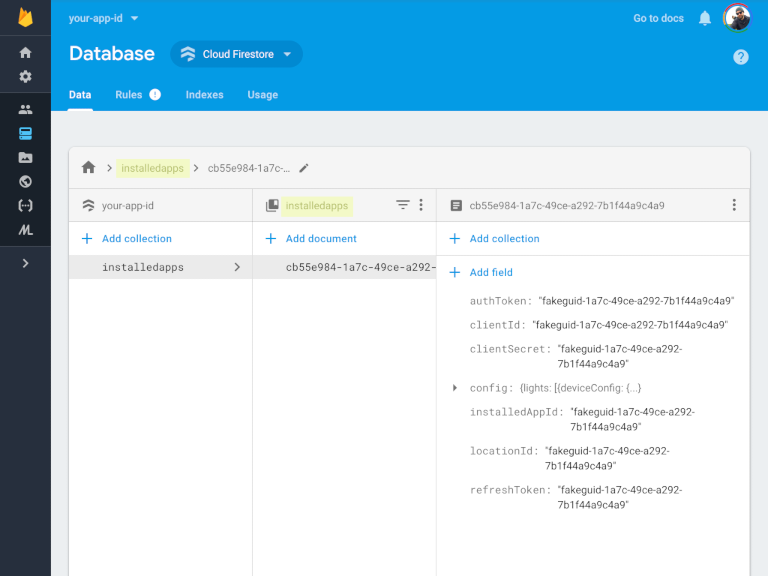 your-app-id
Go to docs
Database
Cloud Firestore
Data
Rules
Indexes
Usage
installedapps
cb55e984-1a7c-...
your-app-id
installedapps
cb55e984-1a7c-49ce-a292-7b1f44a9c4a9
Add collection
Add document
Add collection
installedapps
cb55e984-1a7c-49ce-a292-
Add field
authToken: "fakeguid-1a7c-49ce-a292-7b1f44a9c4a9"
clientId: "fakeguid-1a7c-49ce-a292-7b1f44a9c4a9"
clientSecret: "fakeguid-1a7c-49ce-a292-
7b1f44a9c4a9"
config: {lights: [{deviceConfig: {...}
installedAppId: "fakeguid-1a7c-49ce-a292-
7b1f44a9c4a9"
locationId: "fakeguid-1a7c-49ce-a292-
7b1f44a9c4a9"
refreshToken: "fakeguid-1a7c-49ce-a292-
7b1f44a9c4a9"